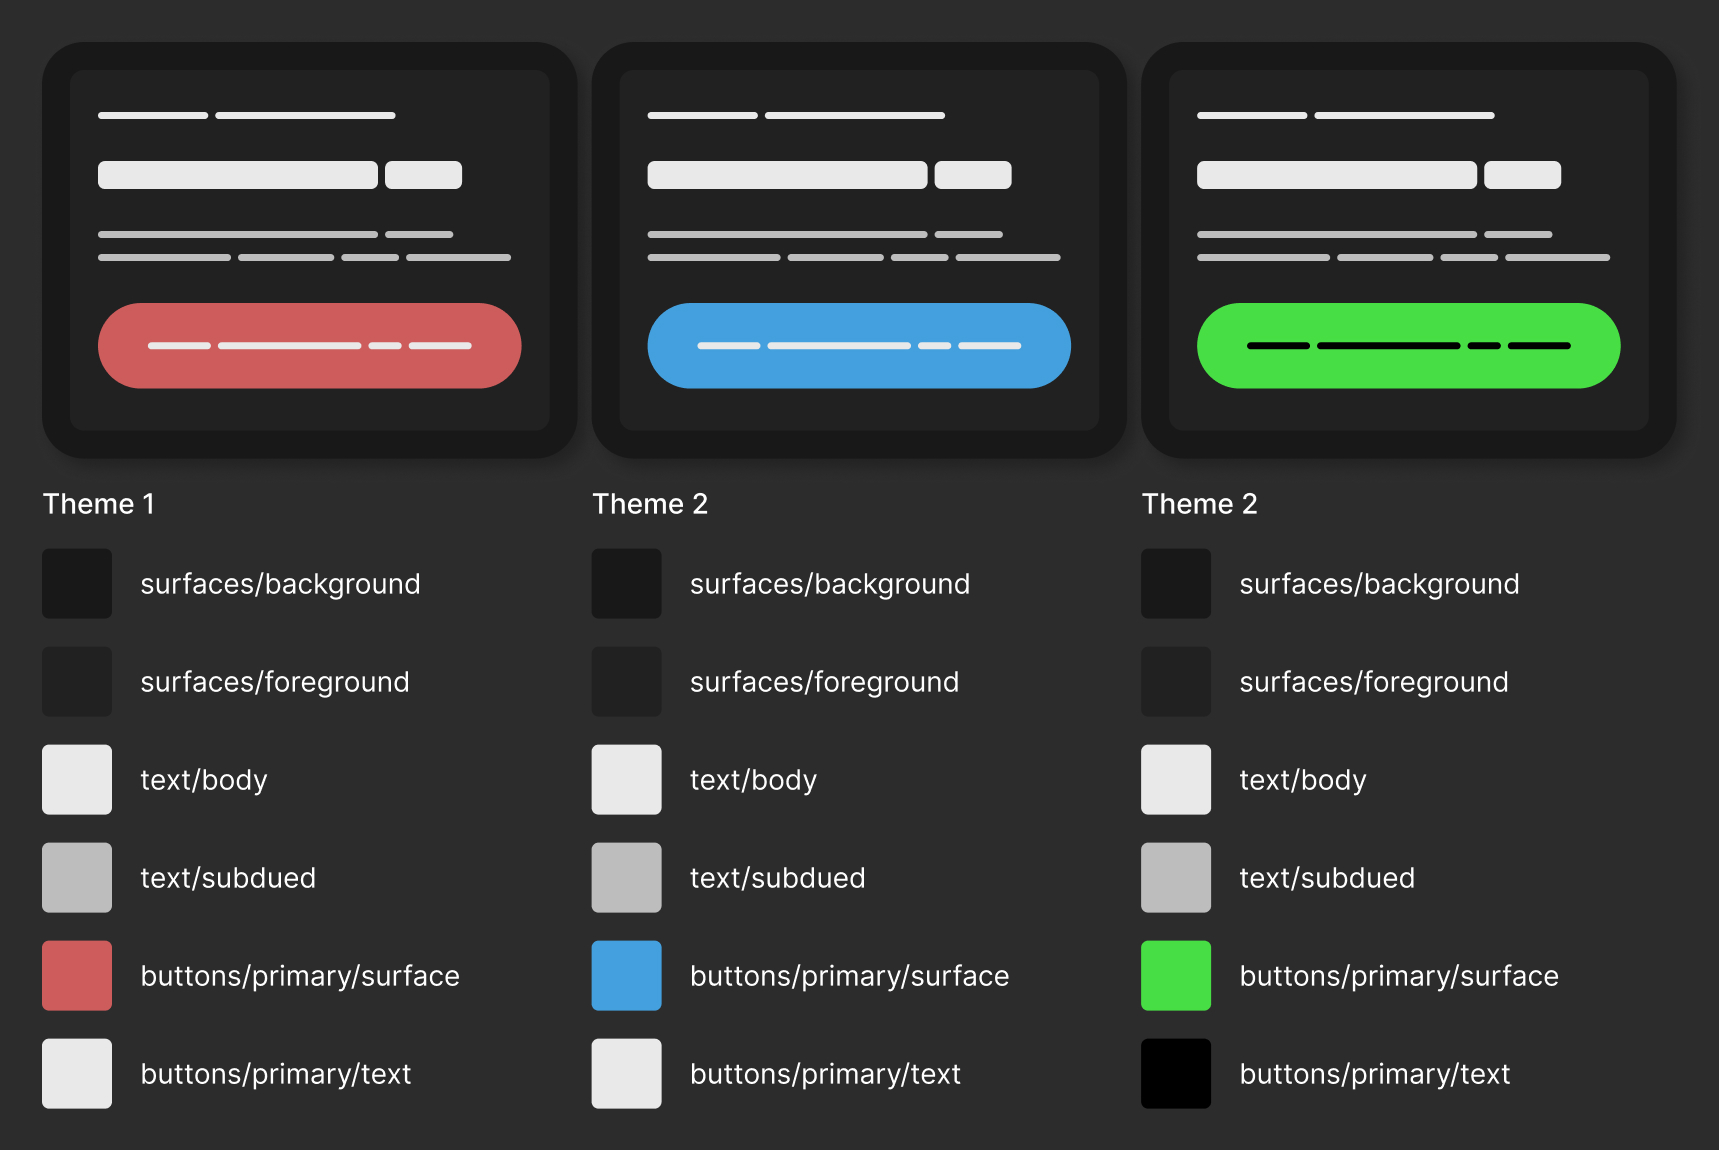 Theme 1
surfaces/background
surfaces/foreground
text/body
text/subdued
buttons/primary/surface
buttons/primary/text
Theme 2
surfaces/background
surfaces/foreground
text/body
text/subdued
buttons/primary/surface
buttons/primary/text
Theme 2
surfaces/background
surfaces/foreground
text/body
text/subdued
buttons/primary/surface
buttons/primary/text